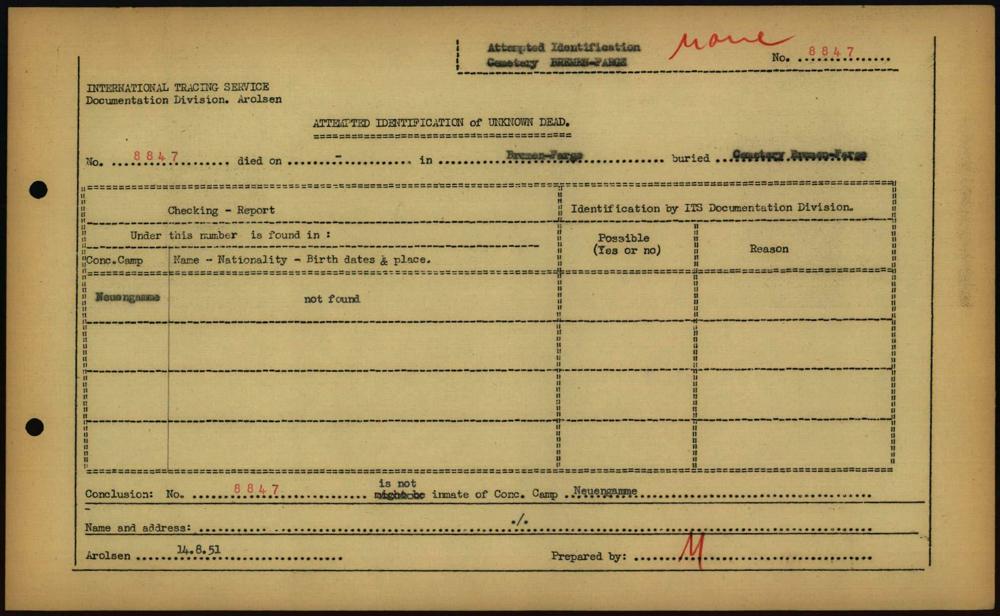 Attempted Identification
Cemetery BREMEN-FARGE
No. 8847
INTERNATIONAL TRACING SERVICE
Documentation Division. Arolsen
ATTEMPTED IDENTIFICATION of UNKNOWN DEAD.
No. 8847 died on - in Bremen-Farge buried Cemetery Bremen-Farge
Checking - Report
Identification by ITS Documentation Division.
Under this number is found in :
Possible
(Yes or no)
Reason
Conc.Camp
Name - Nationality - Birth dates & place.
Neuengamme
not found
is not
Conclusion: No. 8847 might be inmate of Conc. Camp Neuengamme
Name and address: ./.
Arolsen 14.8.51
Prepared by: